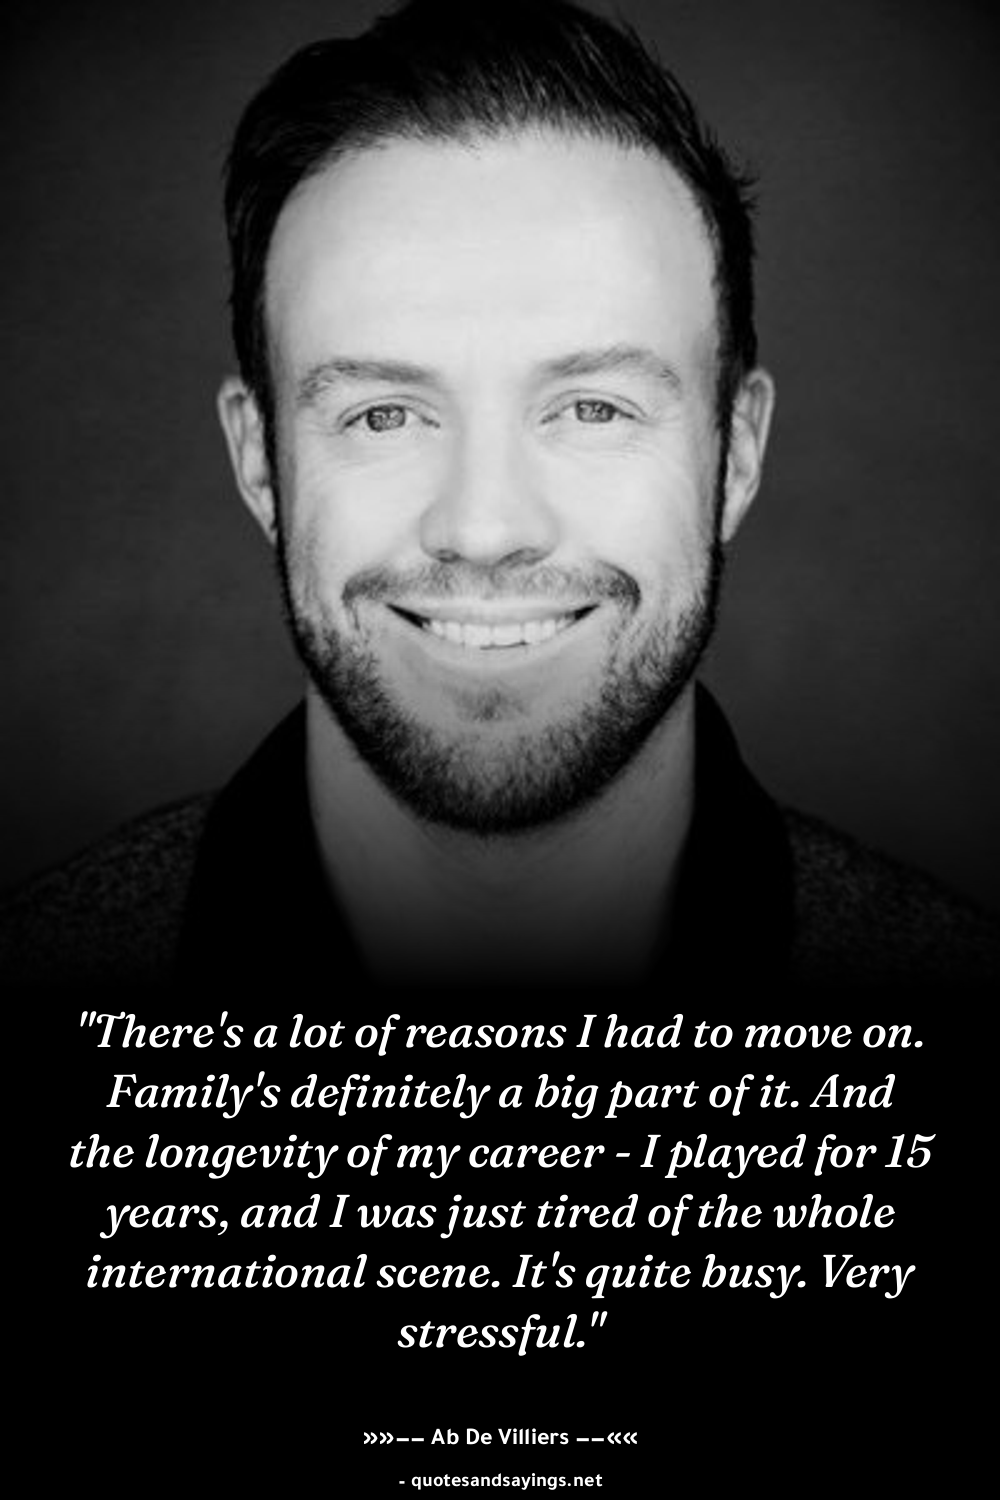 "There's a lot of reasons I had to move on.
Family's definitely a big part of it. And
the longevity of my career - I played for 15
years, and I was just tired of the whole
international scene. It's quite busy. Very
stressful."
»»–– Ab De Villiers ––««
- quotesandsayings.net